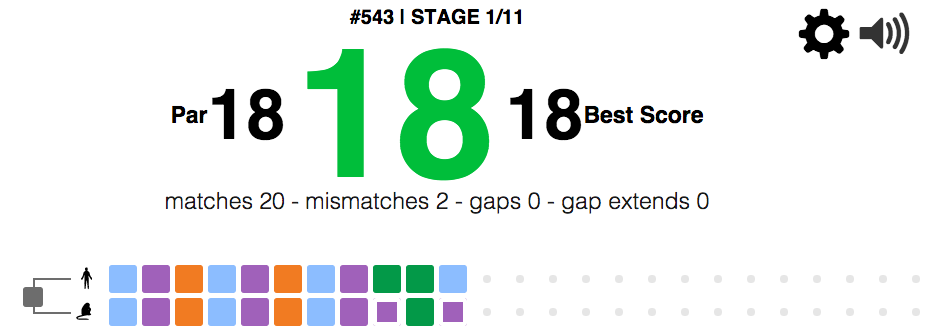 #543 | STAGE 1/11
Par 18 18 18 Best Score
matches 20 - mismatches 2 - gaps 0 - gap extends 0